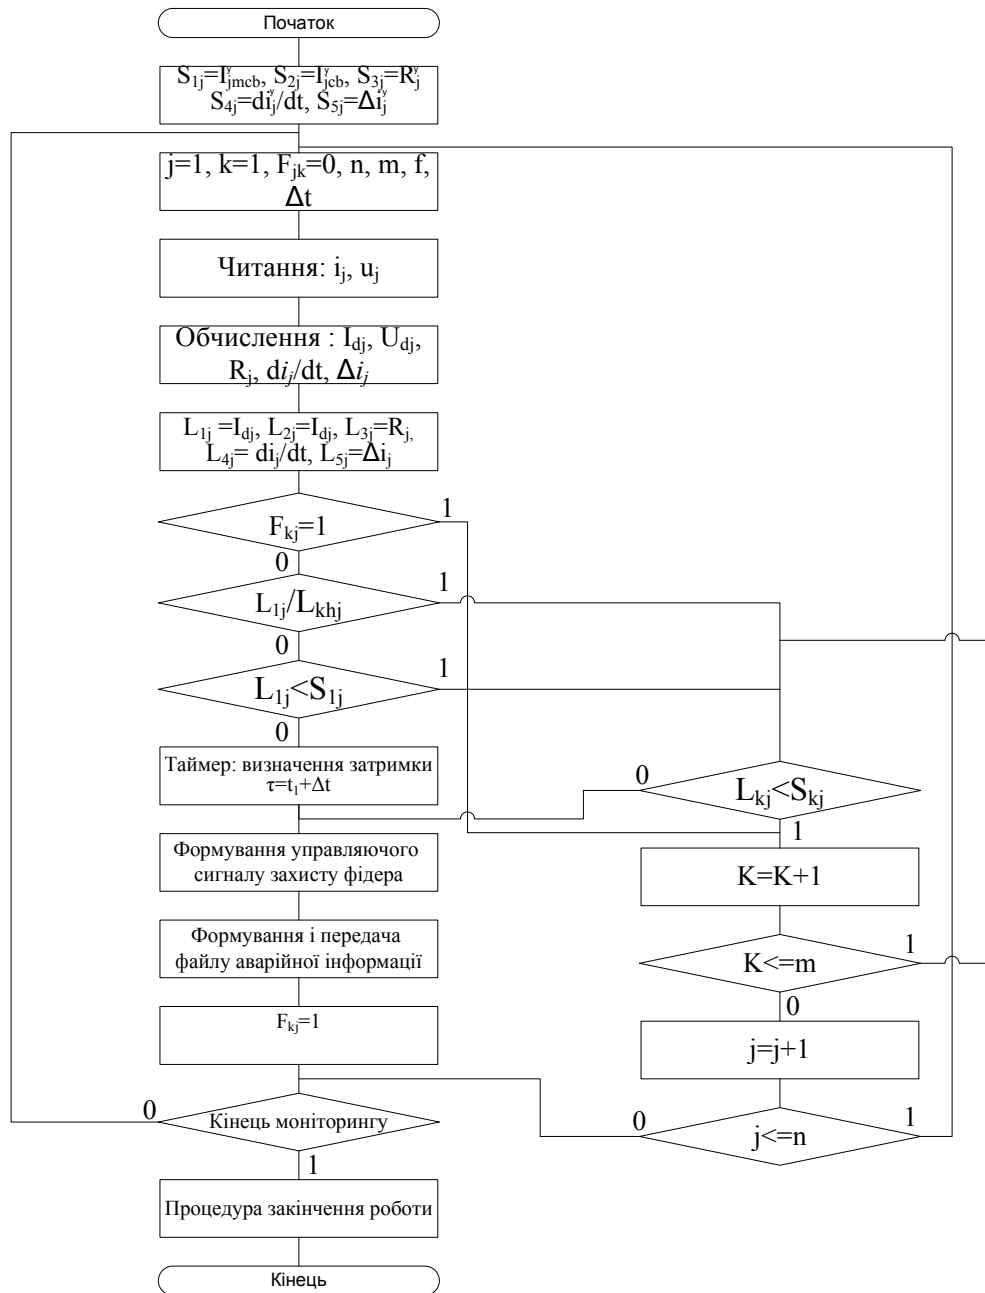 Початок
S1j=Iʸjmcb, S2j=Iʸjcb, S3j=Rʸj
S4j=diʸj/dt, S5j=Δiʸj
j=1, k=1, Fjk=0, n, m, f,
Δt
Читання: ij, uj
Обчислення : Idj, Udj,
Rj, dij/dt, Δij
L1j =Idj, L2j=Idj, L3j=Rj,
L4j= dij/dt, L5j=Δij
Fkj=1
1
0
L1j/Lkhj
1
0
L1j<S1j
1
0
Таймер: визначення затримки
τ=t1+Δt
Lkj<Skj
0
1
Формування управляючого
сигналу захисту фідера
K=K+1
Формування і передача
файлу аварійної інформації
K<=m
1
0
Fkj=1
j=j+1
Кінець моніторингу
0
1
j<=n
0
1
Процедура закінчення роботи
Кінець